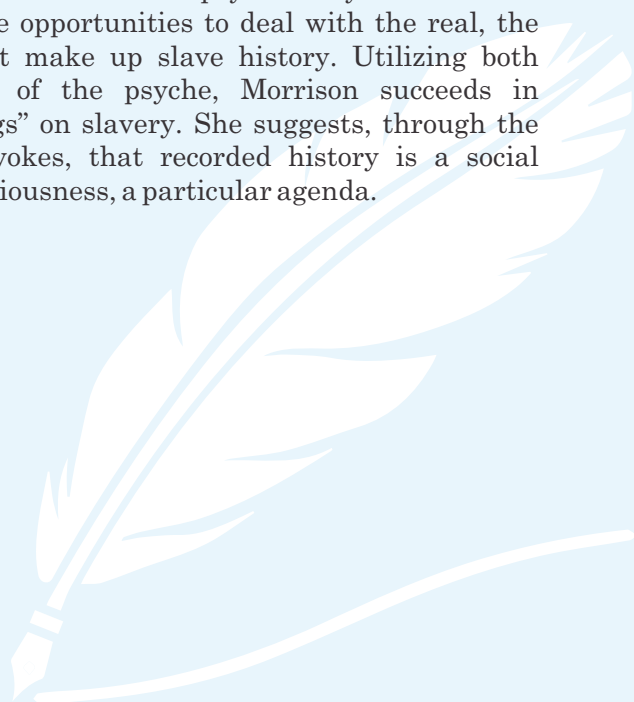 e opportunities to deal with the real, the
t make up slave history. Utilizing both
of the psyche, Morrison succeeds in
gs” on slavery. She suggests, through the
vokes, that recorded history is a social
iousness, a particular agenda.